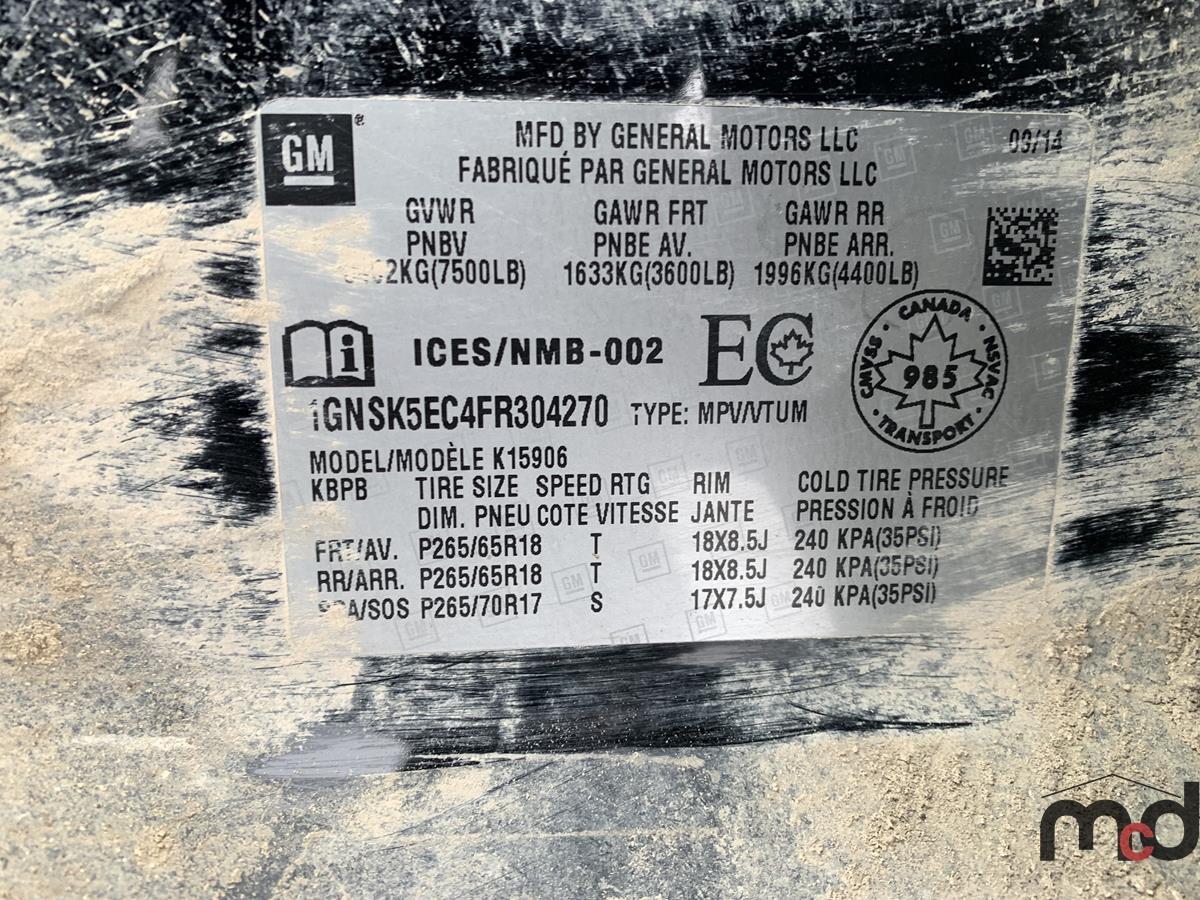 GM
MFD BY GENERAL MOTORS LLC 09/14
FABRIQUÉ PAR GENERAL MOTORS LLC
GVWR GAWR FRT GAWR RR
PNBV PNBE AV. PNBE ARR.
2KG(7500LB) 1633KG(3600LB) 1996KG(4400LB)
ICES/NMB-002 EC
CANADA
CMVSS 985 NSVAC
TRANSPORT
1GNSK5EC4FR304270 TYPE: MPV/VTUM
MODEL/MODÈLE K15906
KBPB TIRE SIZE SPEED RTG RIM COLD TIRE PRESSURE
DIM. PNEU COTE VITESSE JANTE PRESSION À FROID
FRT/AV. P265/65R18 T 18X8.5J 240 KPA(35PSI)
RR/ARR. P265/65R18 T 18X8.5J 240 KPA(35PSI)
A/SOS P265/70R17 S 17X7.5J 240 KPA(35PSI)
mcd